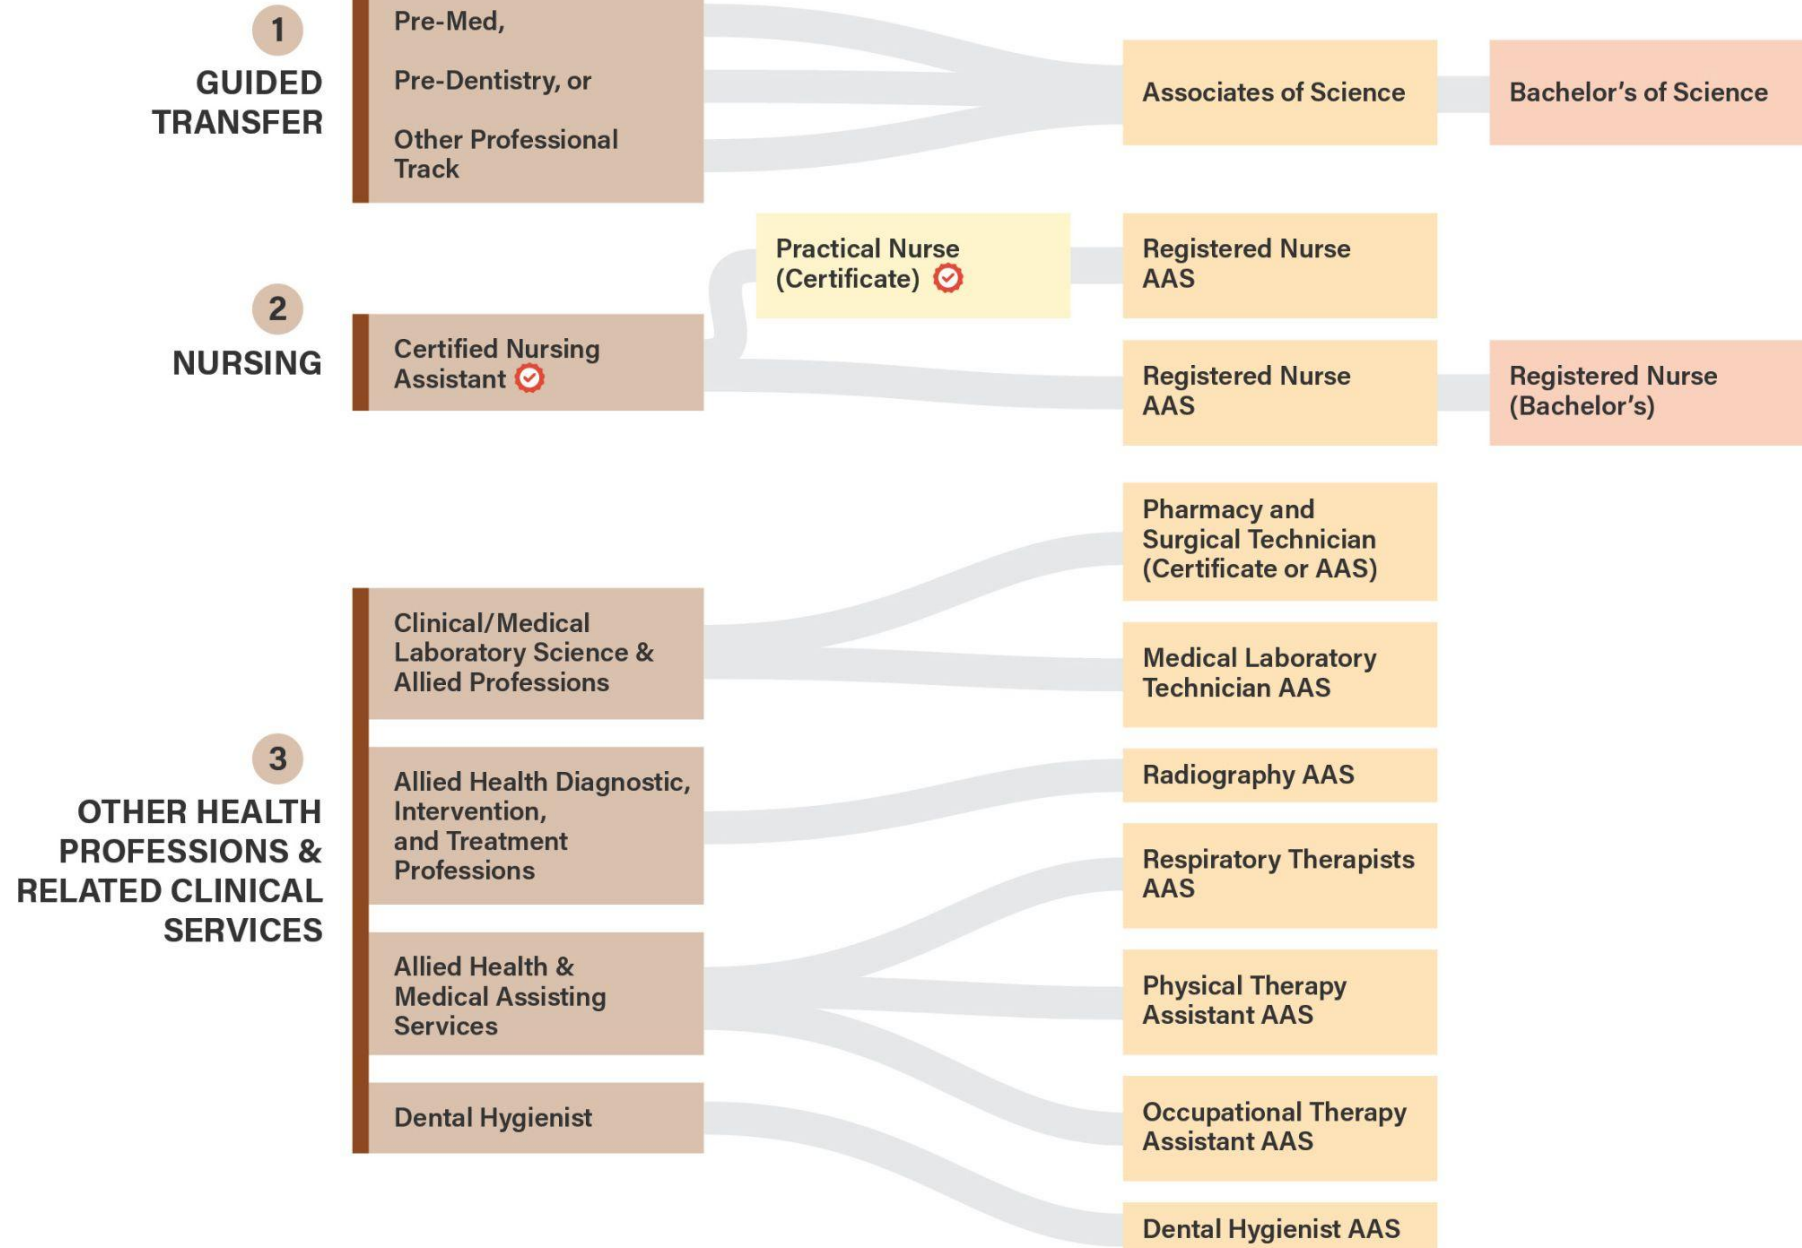 1
GUIDED
TRANSFER
Pre-Med,
Pre-Dentistry, or
Other Professional
Track
Associates of Science
Bachelor’s of Science
2
NURSING
Certified Nursing
Assistant
Practical Nurse
(Certificate)
Registered Nurse
AAS
Registered Nurse
AAS
Registered Nurse
(Bachelor’s)
3
OTHER HEALTH
PROFESSIONS &
RELATED CLINICAL
SERVICES
Clinical/Medical
Laboratory Science &
Allied Professions
Pharmacy and
Surgical Technician
(Certificate or AAS)
Medical Laboratory
Technician AAS
Allied Health Diagnostic,
Intervention,
and Treatment
Professions
Radiography AAS
Allied Health &
Medical Assisting
Services
Respiratory Therapists
AAS
Physical Therapy
Assistant AAS
Occupational Therapy
Assistant AAS
Dental Hygienist
Dental Hygienist AAS